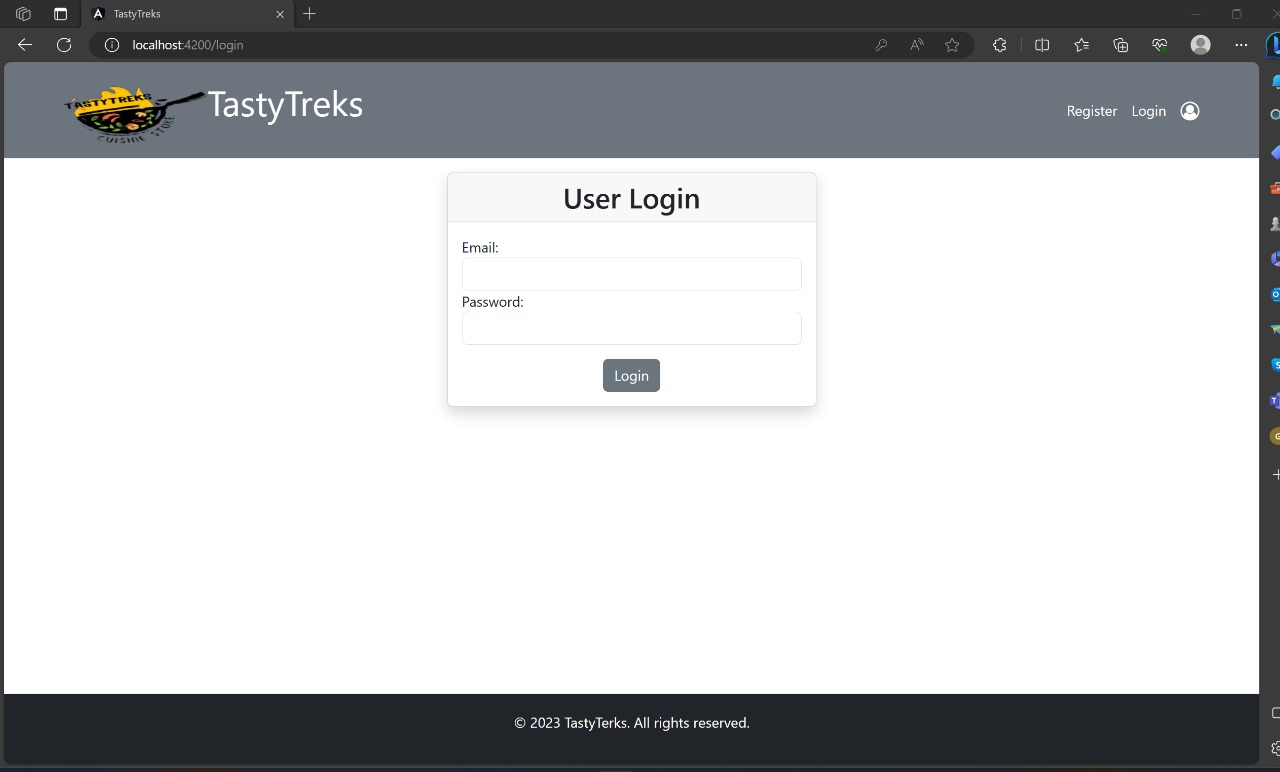 TastyTreks
localhost:4200/login
TASTYTREKS
CUISINE STORE
TastyTreks
Register Login
User Login
Email:
Password:
Login
© 2023 TastyTerks. All rights reserved.